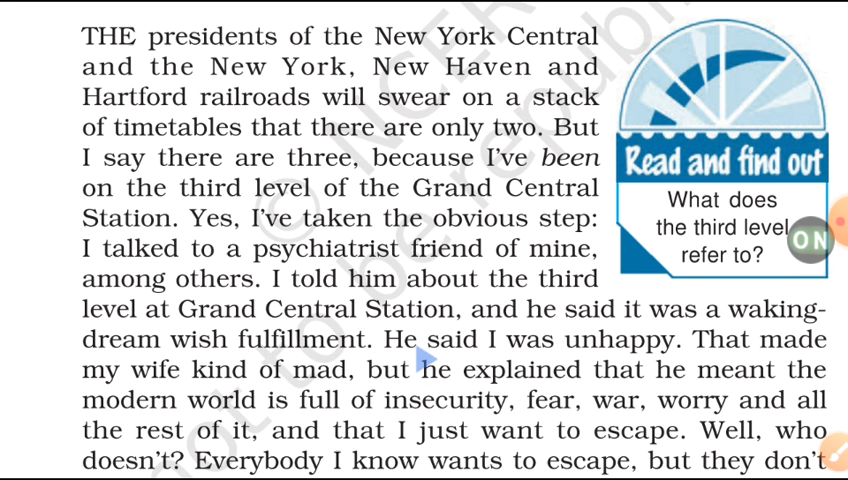 THE presidents of the New York Central
and the New York, New Haven and
Hartford railroads will swear on a stack
of timetables that there are only two. But
I say there are three, because I've been
on the third level of the Grand Central
Station. Yes, I've taken the obvious step:
I talked to a psychiatrist friend of mine,
among others. I told him about the third
level at Grand Central Station, and he said it was a waking-
dream wish fulfillment. He said I was unhappy. That made
my wife kind of mad, but he explained that he meant the
modern world is full of insecurity, fear, war, worry and all
the rest of it, and that I just want to escape. Well, who
doesn't? Everybody I know wants to escape, but they don't
Read and find out
What does
the third level
refer to?
ON
© NCER
not to be republi